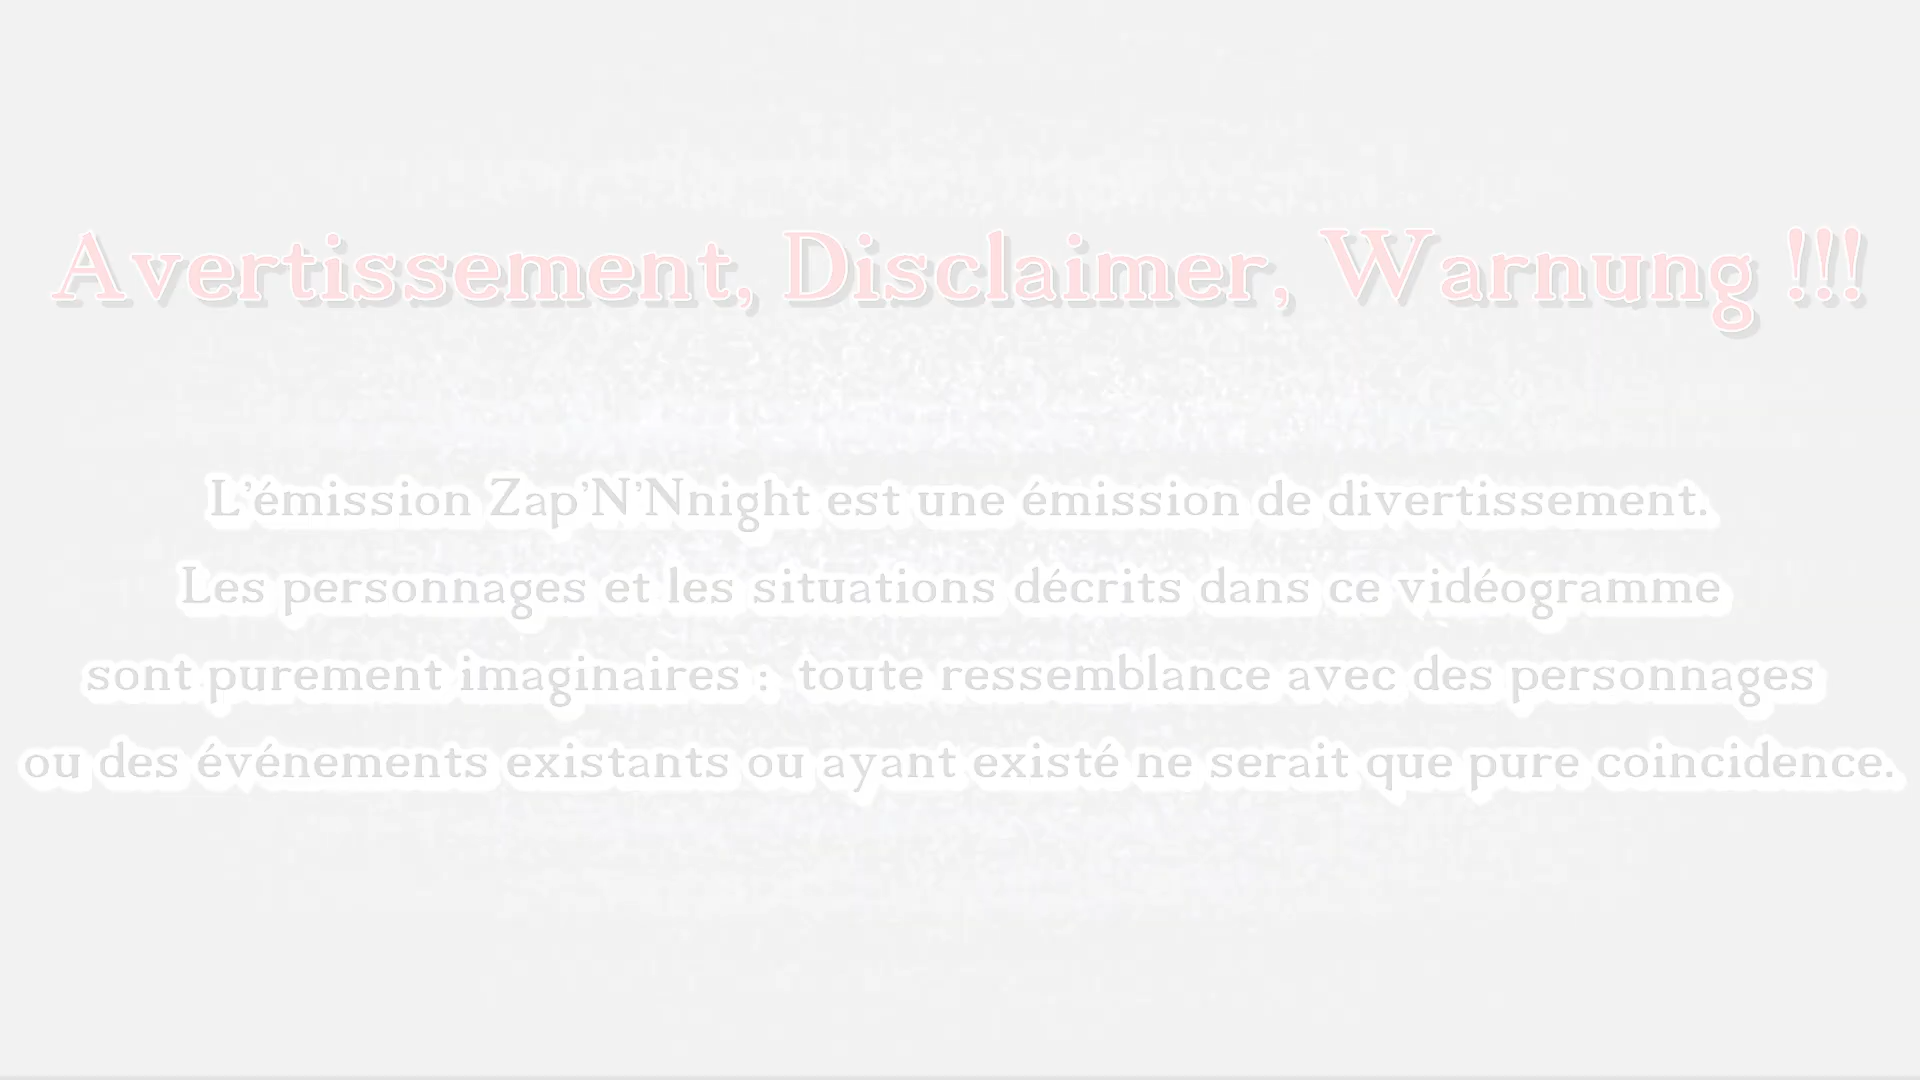 Avertissement, Disclaimer, Warnung !!!
L'émission Zap'N'Nnight est une émission de divertissement.
Les personnages et les situations décrits dans ce vidéogramme
sont purement imaginaires : toute ressemblance avec des personnages
ou des événements existants ou ayant existé ne serait que pure coincidence.